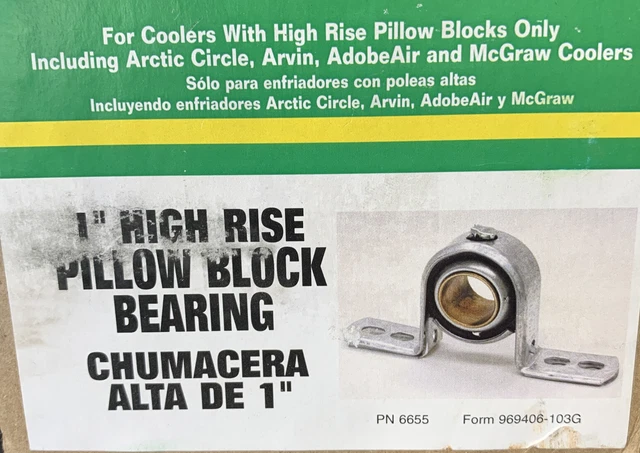 For Coolers With High Rise Pillow Blocks Only
Including Arctic Circle, Arvin, AdobeAir and McGraw Coolers
Sólo para enfriadores con poleas altas
Incluyendo enfriadores Arctic Circle, Arvin, AdobeAir y McGraw
1" HIGH RISE
PILLOW BLOCK
BEARING
CHUMACERA
ALTA DE 1"
PN 6655 Form 969406-103G